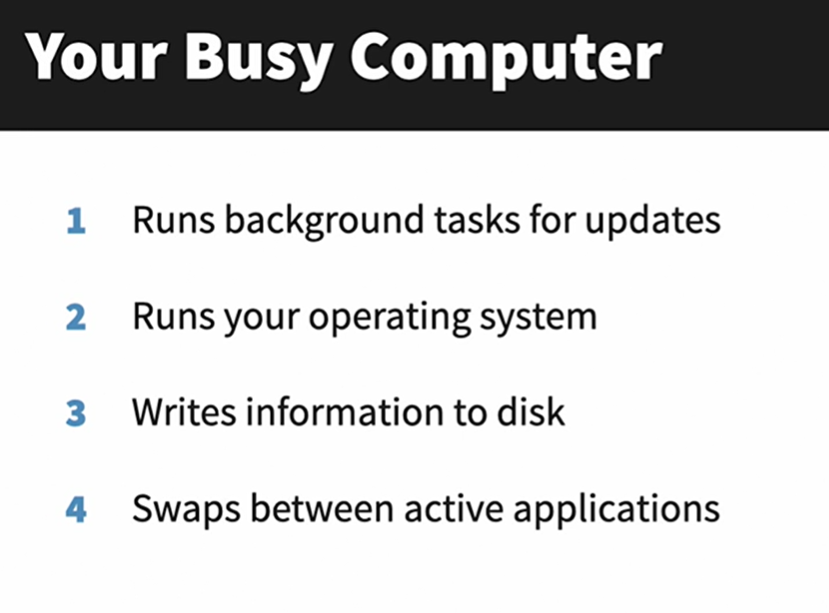 Your Busy Computer
1 Runs background tasks for updates
2 Runs your operating system
3 Writes information to disk
4 Swaps between active applications